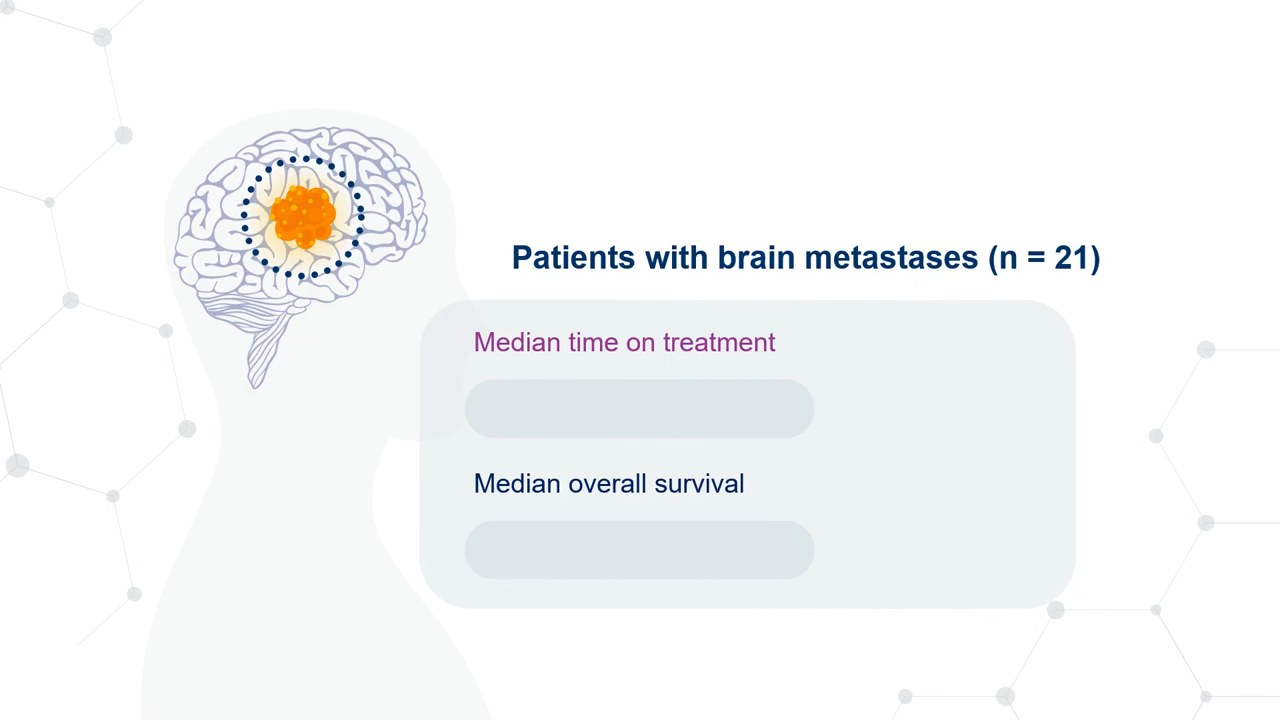 Patients with brain metastases (n = 21)
Median time on treatment
Median overall survival